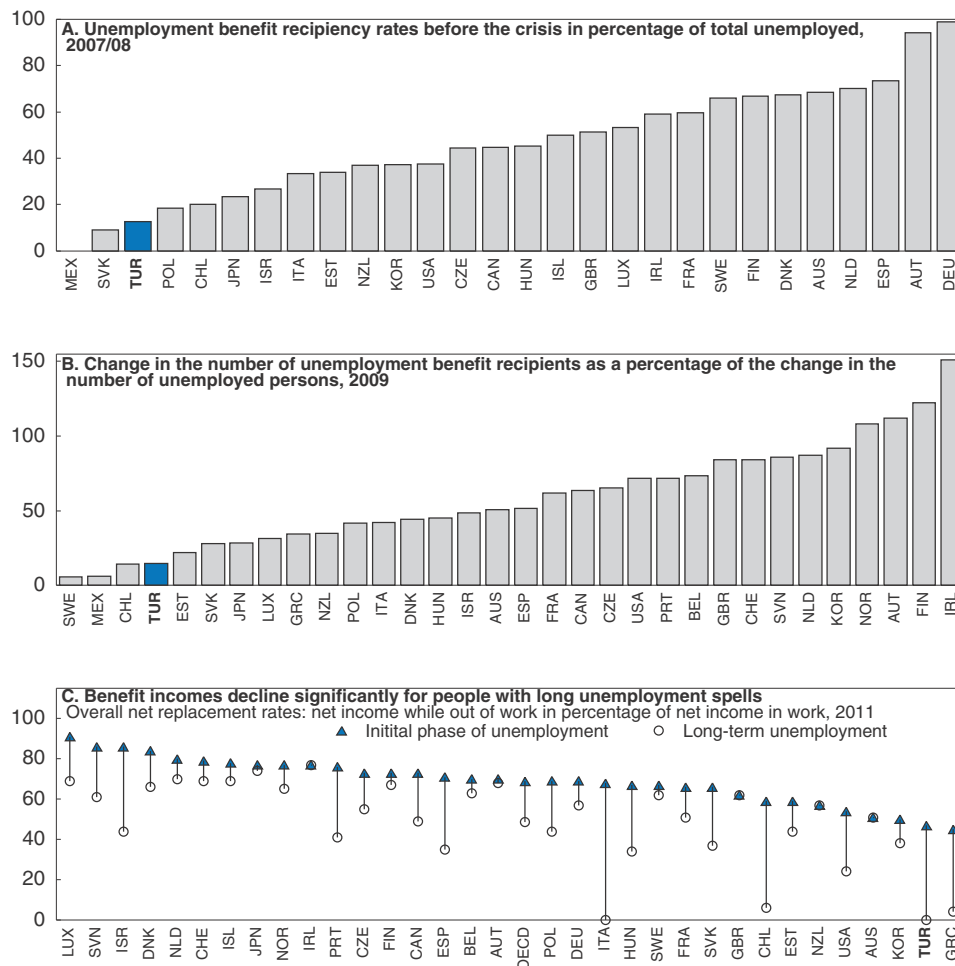 100
A. Unemployment benefit recipiency rates before the crisis in percentage of total unemployed,
2007/08
80
60
40
20
0
MEX SVK TUR POL CHL JPN ISR ITA EST NZL KOR USA CZE CAN HUN ISL GBR LUX IRL FRA SWE FIN DNK AUS NLD ESP AUT DEU
150
B. Change in the number of unemployment benefit recipients as a percentage of the change in the
number of unemployed persons, 2009
100
50
0
SWE MEX CHL TUR EST SVK JPN LUX GRC NZL POL ITA DNK HUN ISR AUS ESP FRA CAN CZE USA PRT BEL GBR CHE SVN NLD KOR NOR AUT FIN IRL
C. Benefit incomes decline significantly for people with long unemployment spells
100
Overall net replacement rates: net income while out of work in percentage of net income in work, 2011
Initital phase of unemployment Long-term unemployment
80
60
40
20
0
LUX SVN ISR DNK NLD CHE ISL JPN NOR IRL PRT CZE FIN CAN ESP BEL AUT OECD POL DEU ITA HUN SWE FRA SVK GBR CHL EST NZL USA AUS KOR TUR GRC